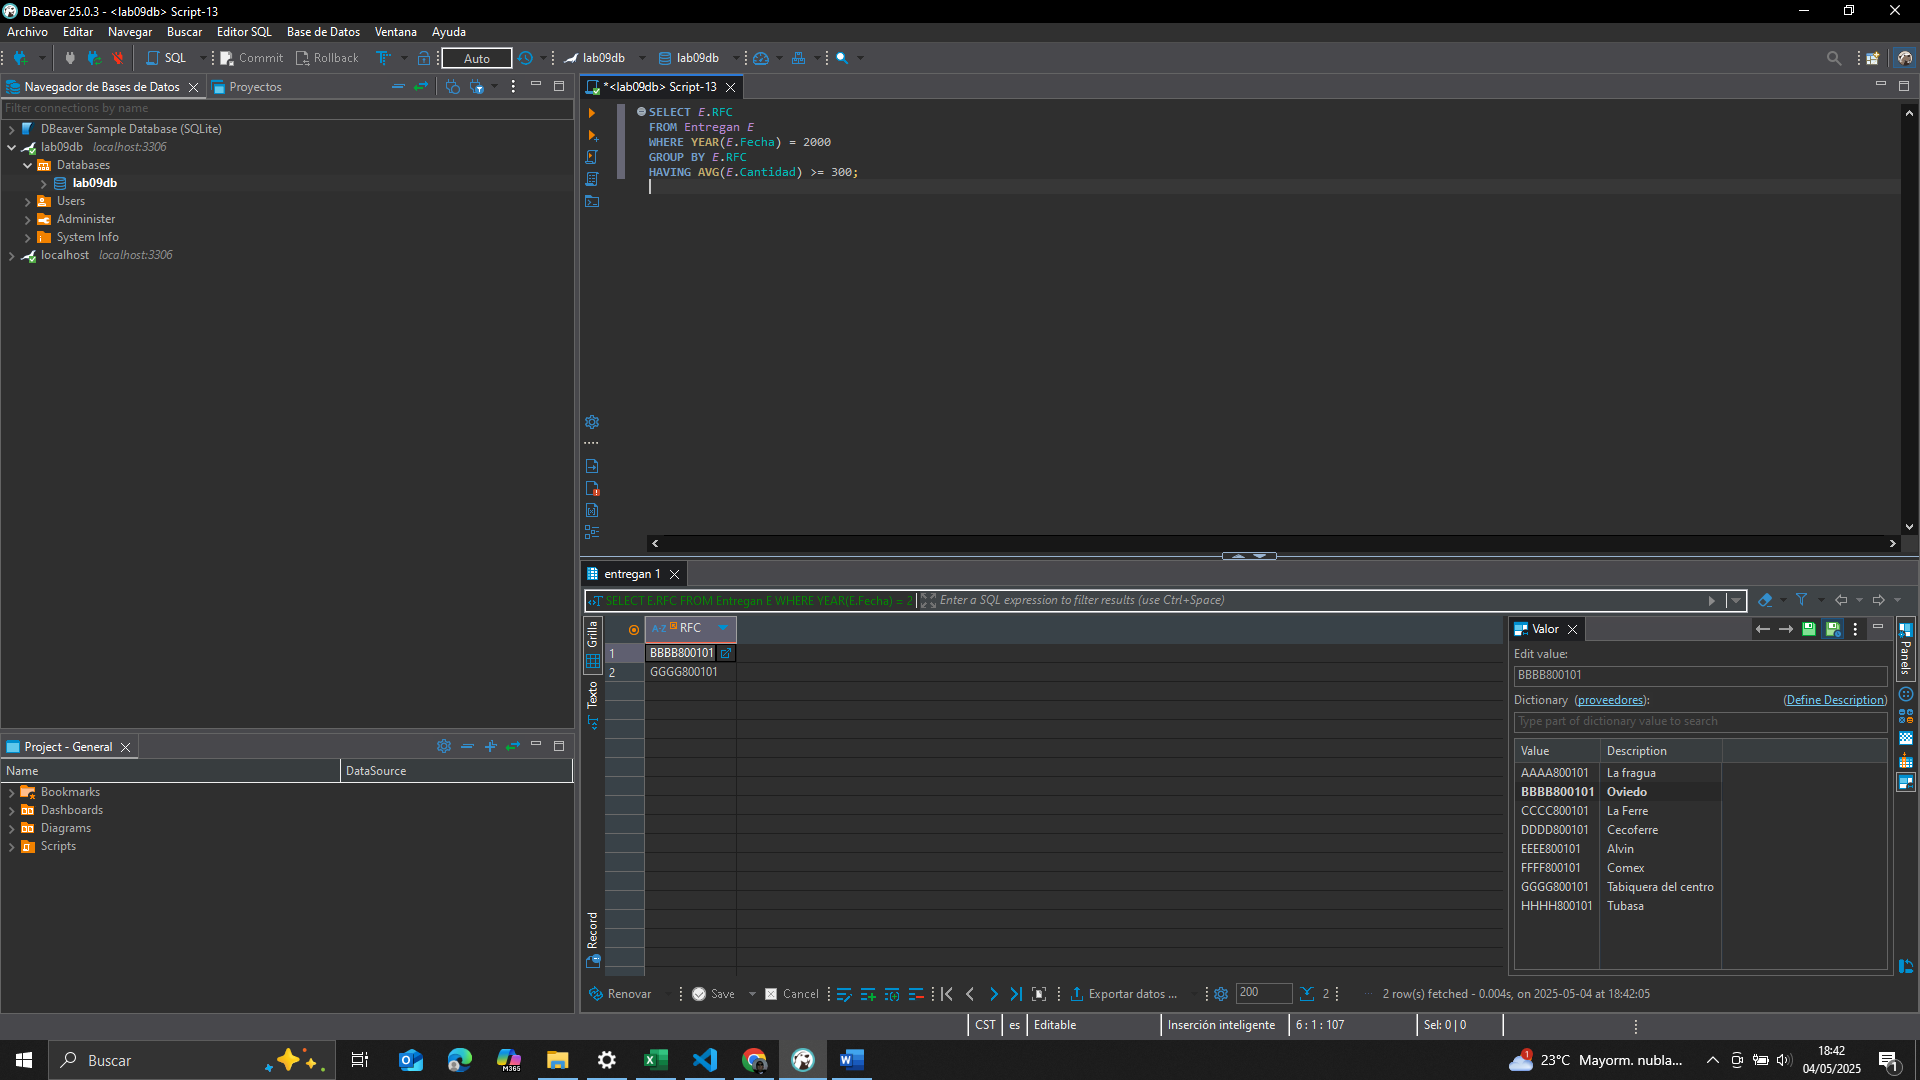 DBeaver 25.0.3 - <lab09db> Script-13
Archivo Editar Navegar Buscar Editor SQL Base de Datos Ventana Ayuda
SQL Commit Rollback Auto lab09db lab09db
Navegador de Bases de Datos Proyectos
Filter connections by name
DBeaver Sample Database (SQLite)
lab09db localhost:3306
Databases
lab09db
Users
Administer
System Info
localhost localhost:3306
*<lab09db> Script-13
SELECT E.RFC
FROM Entregan E
WHERE YEAR(E.Fecha) = 2000
GROUP BY E.RFC
HAVING AVG(E.Cantidad) >= 300;
Project - General
Name DataSource
Bookmarks
Dashboards
Diagrams
Scripts
entregan 1
SELECT E.RFC FROM Entregan E WHERE YEAR(E.Fecha) = 2 Enter a SQL expression to filter results (use Ctrl+Space)
Grilla
Texto
Record
A-Z RFC
1 BBBB800101
2 GGGG800101
Valor
Edit value:
BBBB800101
Dictionary (proveedores): (Define Description)
Type part of dictionary value to search
Value Description
AAAA800101 La fragua
BBBB800101 Oviedo
CCCC800101 La Ferre
DDDD800101 Cecoferre
EEEE800101 Alvin
FFFF800101 Comex
GGGG800101 Tabiquera del centro
HHHH800101 Tubasa
Panels
Renovar Save Cancel Exportar datos ... 200 2 2 row(s) fetched - 0.004s, on 2025-05-04 at 18:42:05
CST es Editable Inserción inteligente 6 : 1 : 107 Sel: 0 | 0
Buscar M365 1 23°C Mayorm. nubla... 18:42
04/05/2025 1